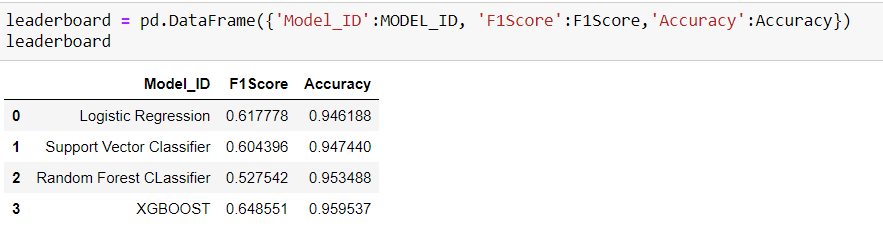 leaderboard = pd.DataFrame({'Model_ID':MODEL_ID, 'F1Score':F1Score,'Accuracy':Accuracy})
leaderboard
Model_ID F1Score Accuracy
0 Logistic Regression 0.617778 0.946188
1 Support Vector Classifier 0.604396 0.947440
2 Random Forest CLassifier 0.527542 0.953488
3 XGBOOST 0.648551 0.959537